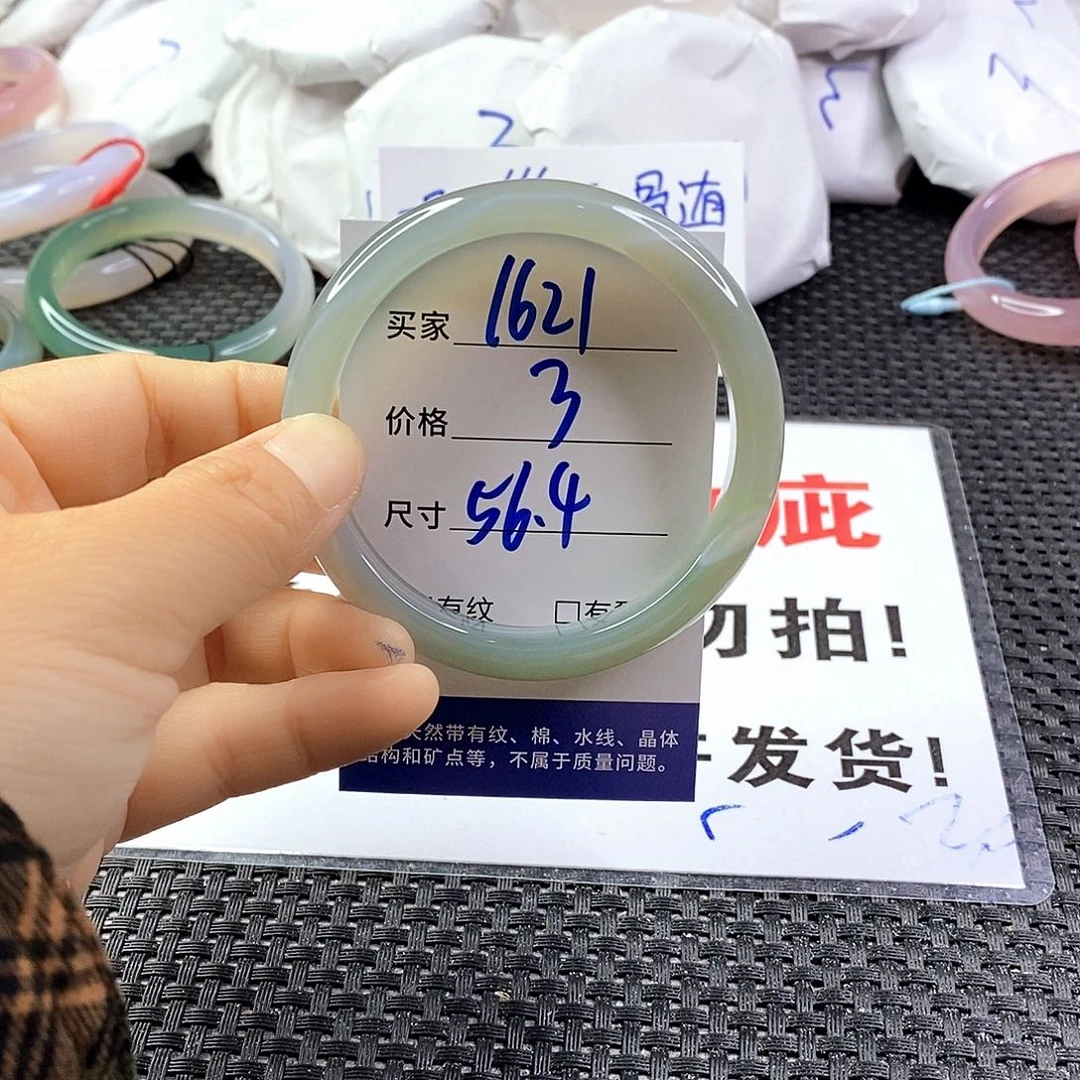 买家 1621
价格 3
尺寸 56.4
有纹 □有
天然带有纹、棉、水线、晶体
结构和矿点等，不属于质量问题。
疵
勿拍!
发货!